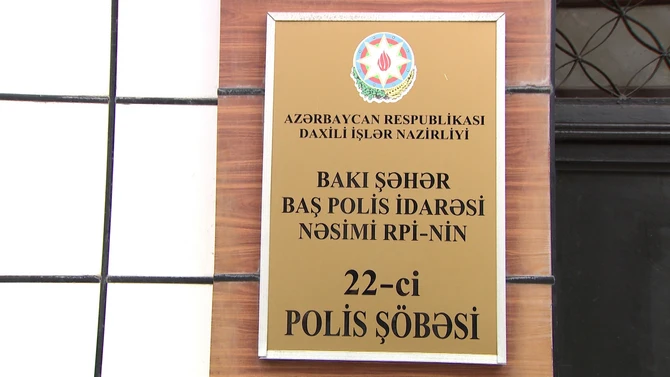 AZƏRBAYCAN RESPUBLİKASI
DAXİLİ İŞLƏR NAZİRLİYİ
BAKI ŞƏHƏR
BAŞ POLİS İDARƏSİ
NƏSİMİ RPİ-NİN
22-ci
POLİS ŞÖBƏSİ